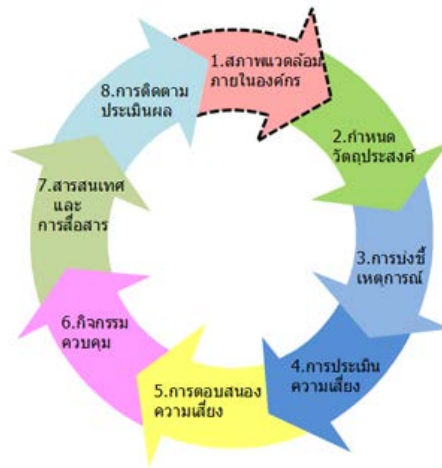 1.สภาพแวดล้อม
ภายในองค์กร
2.กำหนด
วัตถุประสงค์
3.การบ่งชี้
เหตุการณ์
4.การประเมิน
ความเสี่ยง
5.การตอบสนอง
ความเสี่ยง
6.กิจกรรม
ควบคุม
7.สารสนเทศ
และ
การสื่อสาร
8.การติดตาม
ประเมินผล